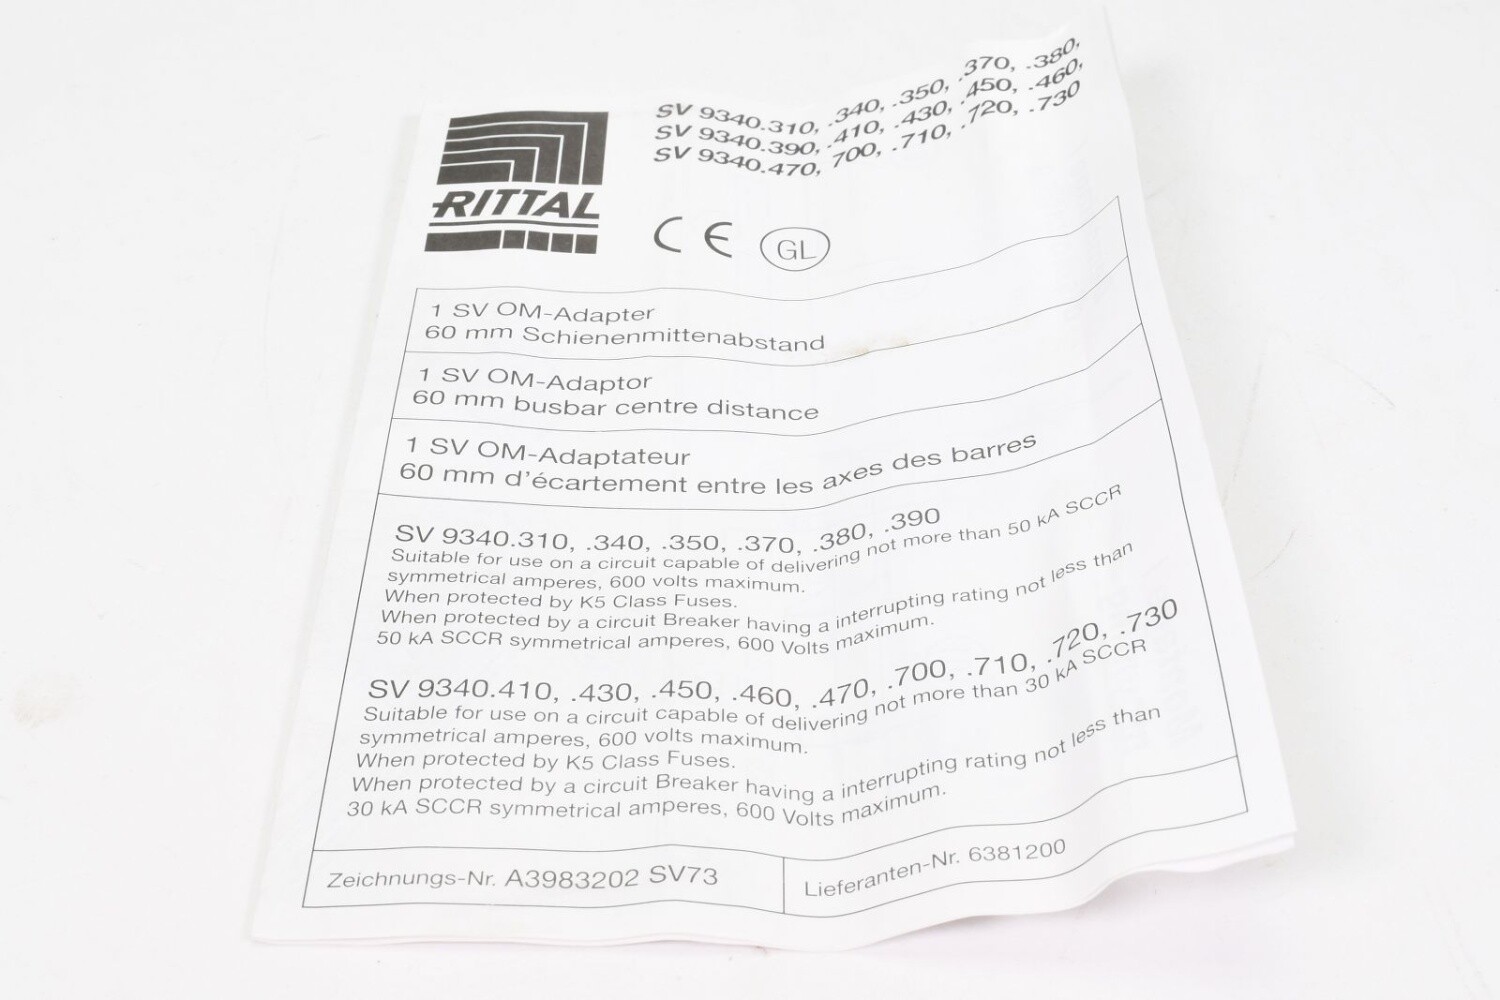 RITTAL
SV 9340.310, .340, .350, .370, .380,
SV 9340.390, .410, .430, .450, .460,
SV 9340.470, 700, .710, .720, .730
CE GL
1 SV OM-Adapter
60 mm Schienenmittenabstand
1 SV OM-Adaptor
60 mm busbar centre distance
1 SV OM-Adaptateur
60 mm d'écartement entre les axes des barres
SV 9340.310, .340, .350, .370, .380, .390
Suitable for use on a circuit capable of delivering not more than 50 kA SCCR
symmetrical amperes, 600 volts maximum.
When protected by K5 Class Fuses.
When protected by a circuit Breaker having a interrupting rating not less than
50 kA SCCR symmetrical amperes, 600 Volts maximum.
SV 9340.410, .430, .450, .460, .470, .700, .710, .720, .730
Suitable for use on a circuit capable of delivering not more than 30 kA SCCR
symmetrical amperes, 600 volts maximum.
When protected by K5 Class Fuses.
When protected by a circuit Breaker having a interrupting rating not less than
30 kA SCCR symmetrical amperes, 600 Volts maximum.
Zeichnungs-Nr. A3983202 SV73
Lieferanten-Nr. 6381200